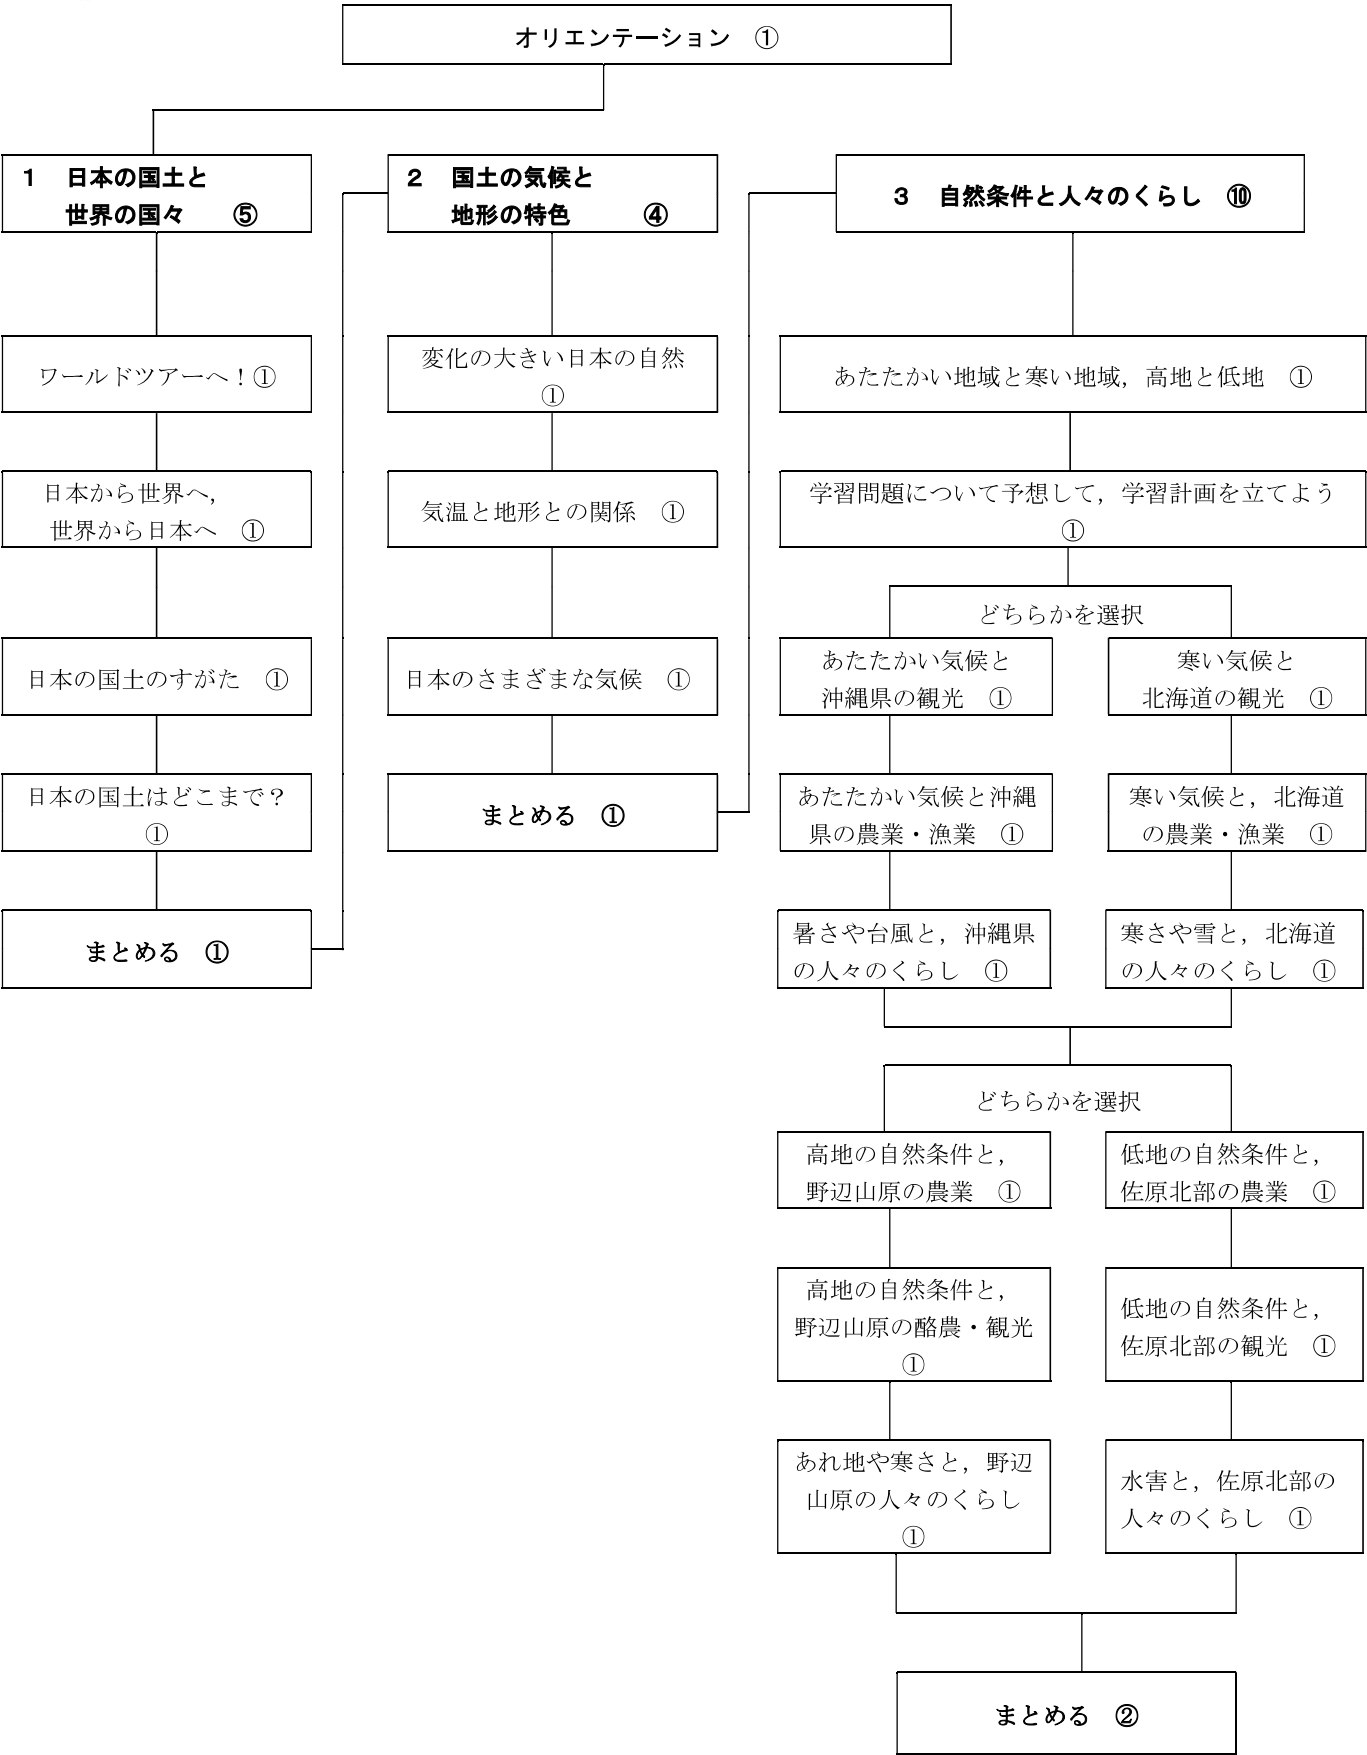 オリエンテーション　①
１　日本の国土と
世界の国々　　⑤
ワールドツアーへ！①
日本から世界へ，
世界から日本へ　①
日本の国土のすがた　①
日本の国土はどこまで？
①
まとめる　①
２　国土の気候と
地形の特色　　　④
変化の大きい日本の自然
①
気温と地形との関係　①
日本のさまざまな気候　①
まとめる　①
３　自然条件と人々のくらし　⑩
あたたかい地域と寒い地域，高地と低地　①
学習問題について予想して，学習計画を立てよう
①
どちらかを選択
あたたかい気候と
沖縄県の観光　①
あたたかい気候と沖縄
県の農業・漁業　①
暑さや台風と，沖縄県
の人々のくらし　①
寒い気候と
北海道の観光　①
寒い気候と，北海道
の農業・漁業　①
寒さや雪と，北海道
の人々のくらし　①
どちらかを選択
高地の自然条件と，
野辺山原の農業　①
高地の自然条件と，
野辺山原の酪農・観光
①
あれ地や寒さと，野辺
山原の人々のくらし
①
低地の自然条件と，
佐原北部の農業　①
低地の自然条件と，
佐原北部の観光　①
水害と，佐原北部の
人々のくらし　①
まとめる　②